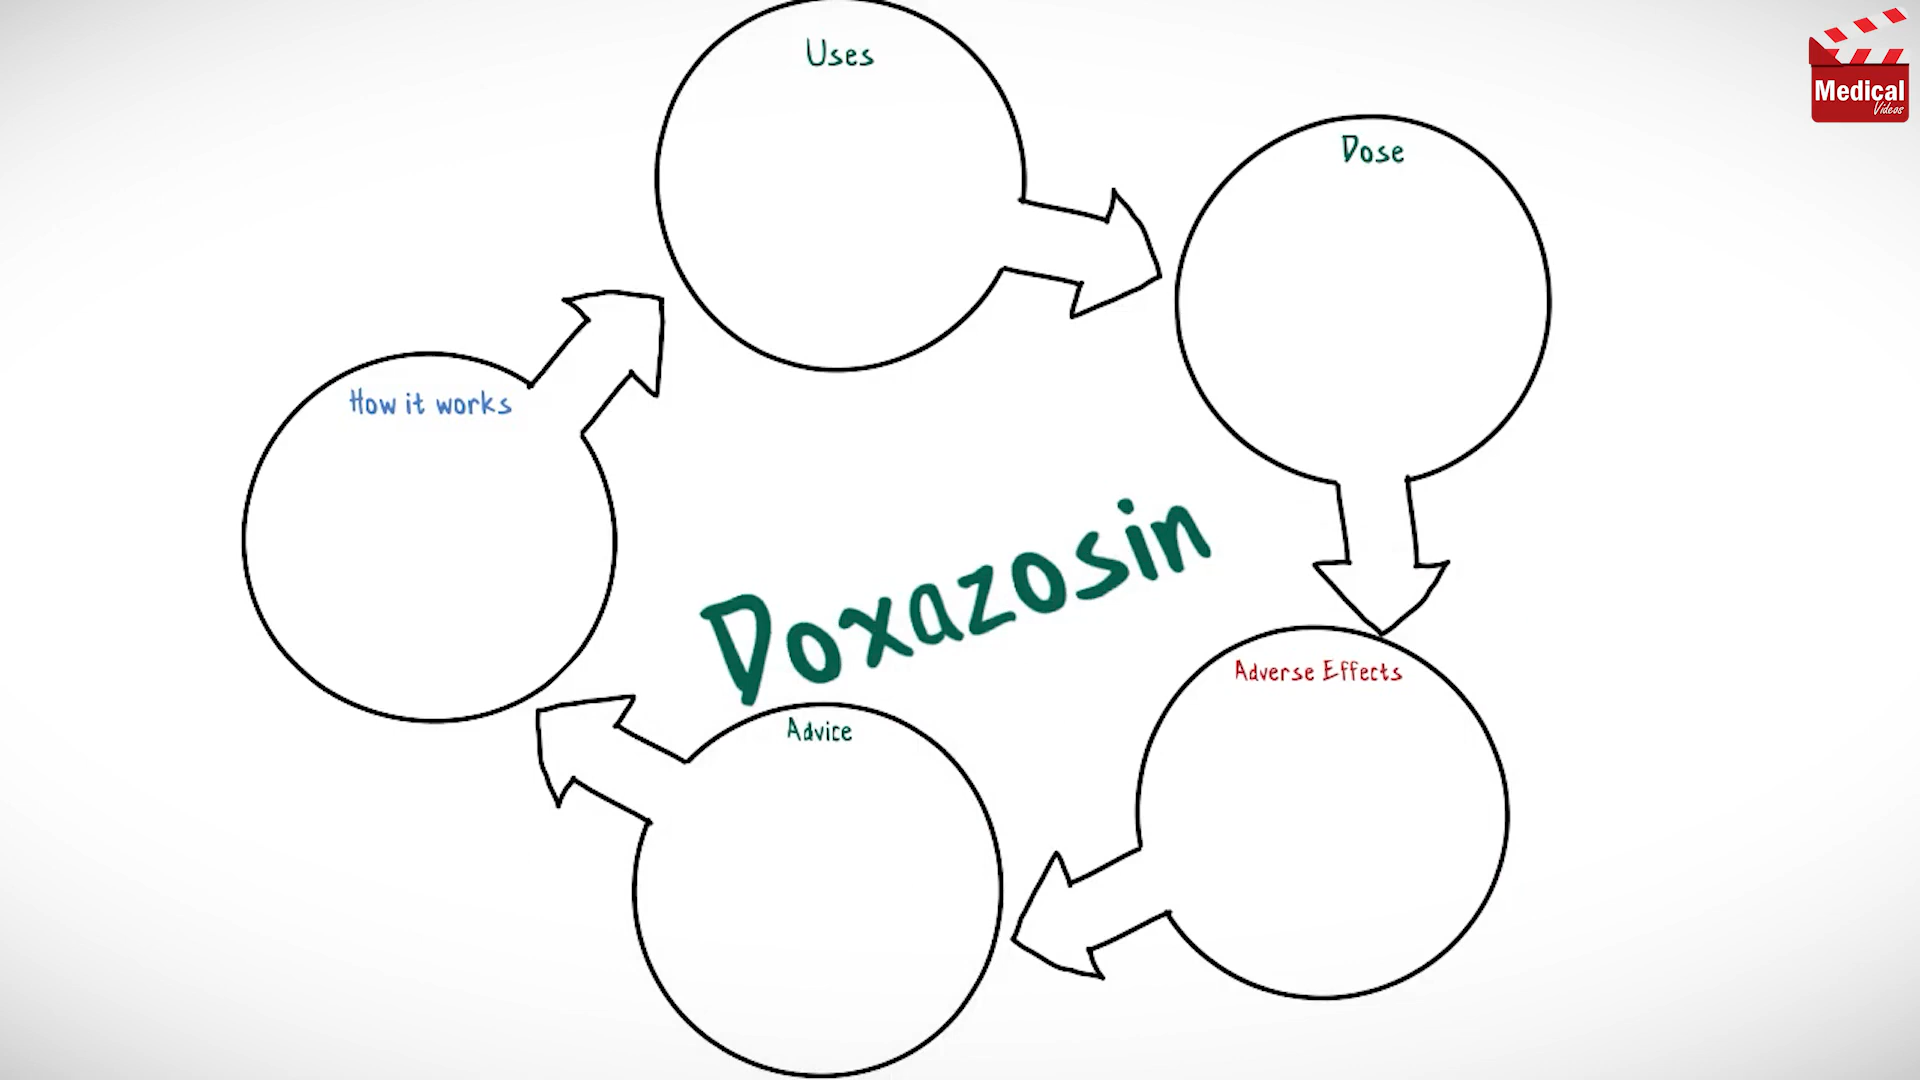 Uses
Medical
Videos
Dose
How it works
Doxazosin
Adverse Effects
Advice